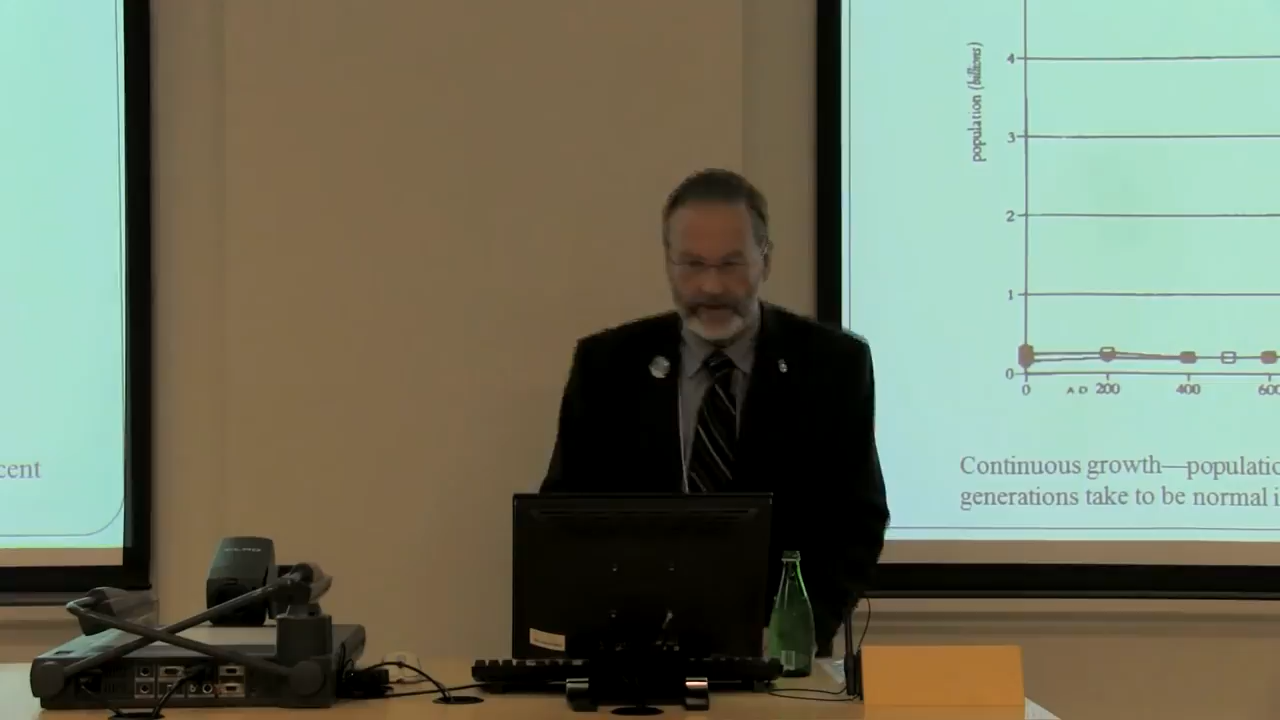 cent
population (billions)
4
3
2
1
0
0 AD 200 400 600
Continuous growth—populatio
generations take to be normal i